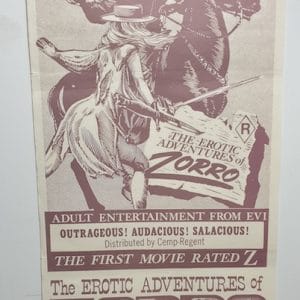 R
THE EROTIC
ADVENTURES of
ZORRO
ADULT ENTERTAINMENT FROM EVI
OUTRAGEOUS! AUDACIOUS! SALACIOUS!
Distributed by Cemp-Regent
THE FIRST MOVIE RATED Z
The EROTIC ADVENTURES of